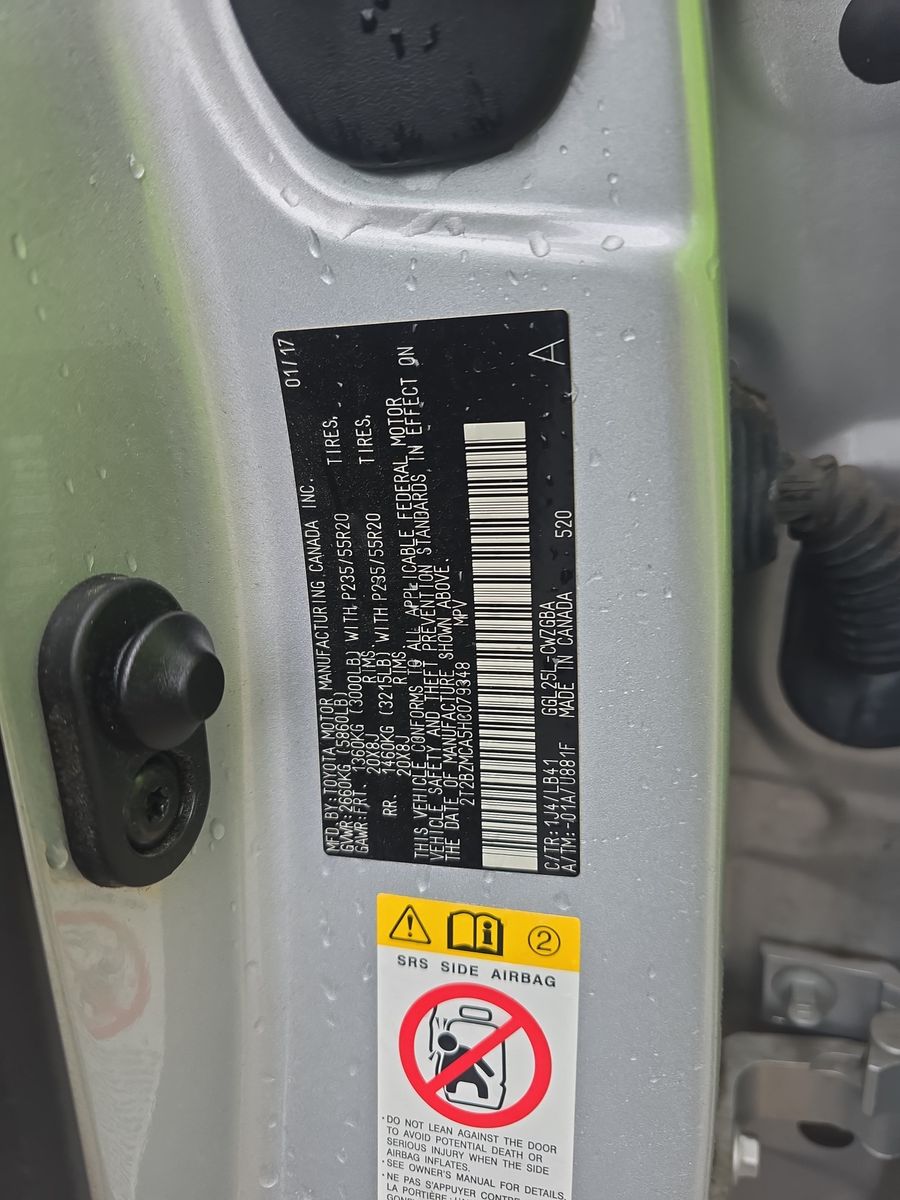 01/17
MFD BY:TOYOTA MOTOR MANUFACTURING CANADA INC.
GVWR:2660KG (5860LB)
GAWR:FRT. 1360KG (3000LB) WITH P235/55R20 TIRES,
20X8J RIMS.
RR. 1460KG (3215LB) WITH P235/55R20 TIRES,
20X8J RIMS.
THIS VEHICLE CONFORMS TO ALL APPLICABLE FEDERAL MOTOR
VEHICLE SAFETY AND THEFT PREVENTION STANDARDS IN EFFECT ON
THE DATE OF MANUFACTURE SHOWN ABOVE.
2T2BZMCA5HC079348 MPV
A
C/TR:1J4/LB41 GGL25L-CWZGBA
A/TM:-01A/U881F MADE IN CANADA 520
2
SRS SIDE AIRBAG
·DO NOT LEAN AGAINST THE DOOR
TO AVOID POTENTIAL DEATH OR
SERIOUS INJURY WHEN THE SIDE
AIRBAG INFLATES.
·SEE OWNER'S MANUAL FOR DETAILS.
·NE PAS S'APPUYER CONTRE
LA PORTIÈRE: